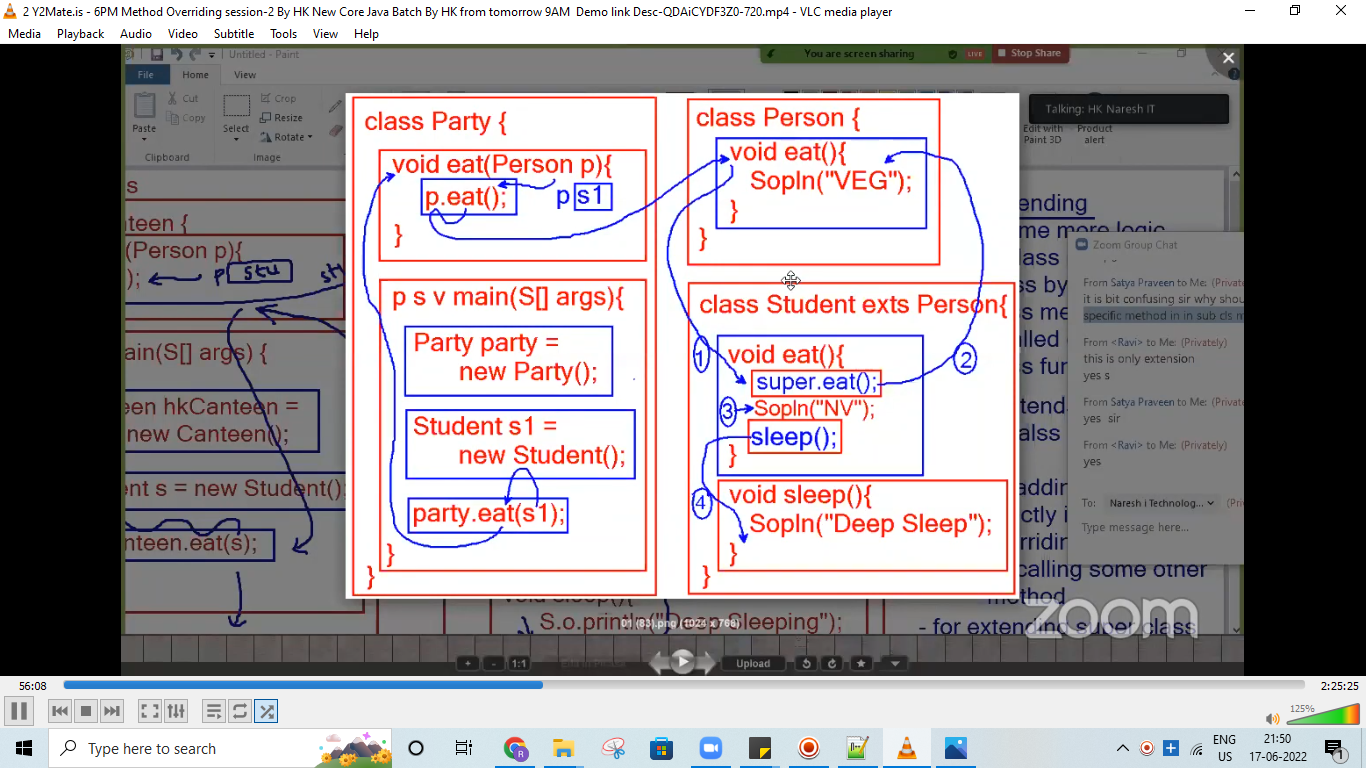 2 Y2Mate.is - 6PM Method Overriding session-2 By HK New Core Java Batch By HK from tomorrow 9AM  Demo link Desc-QDAiCYDF3Z0-720.mp4 - VLC media player
Media Playback Audio Video Subtitle Tools View Help
Untitled - Paint
You are screen sharing LIVE Stop Share
File Home View
Cut
Copy
Paste
Clipboard
Select
Crop
Resize
Rotate
Image
Talking: HK Naresh IT
Edit with
Paint 3D
Product
alert
class Party {
void eat(Person p){
p.eat();
p s1
}
p s v main(S[] args){
Party party =
new Party();
Student s1 =
new Student();
party.eat(s1);
}
}
class Person {
void eat(){
Sopln("VEG");
}
}
class Student exts Person{
void eat(){
1
super.eat();
2
3
Sopln("NV");
sleep();
}
void sleep(){
4
Sopln("Deep Sleep");
}
}
s
nteen {
(Person p){
);
p stu
main(S[] args) {
een hkCanteen =
new Canteen();
ent s = new Student();
nteen.eat(s);
void Sleep(){
S.o.println("Deep Sleeping");
}
01 (83).png (1024 x 768)
ending
me more logic
lass
s by
s me
lled
s fun
tend
alss
addin
ctly i
rridin
calling some other
method
- for extending super class
Zoom Group Chat
From Satya Praveen to Me: (Privat
it is bit confusing sir why shou
specific method in in sub cls m
From <Ravi> to Me: (Privately)
this is only extension
yes s
From Satya Praveen to Me: (Privat
yes sir
From <Ravi> to Me: (Privately)
yes
To: Naresh i Technolog... (Priv
Type message here...
zoom
+ - 1:1
Upload
56:08
2:25:25
125%
Type here to search
ENG
US
21:50
17-06-2022
1